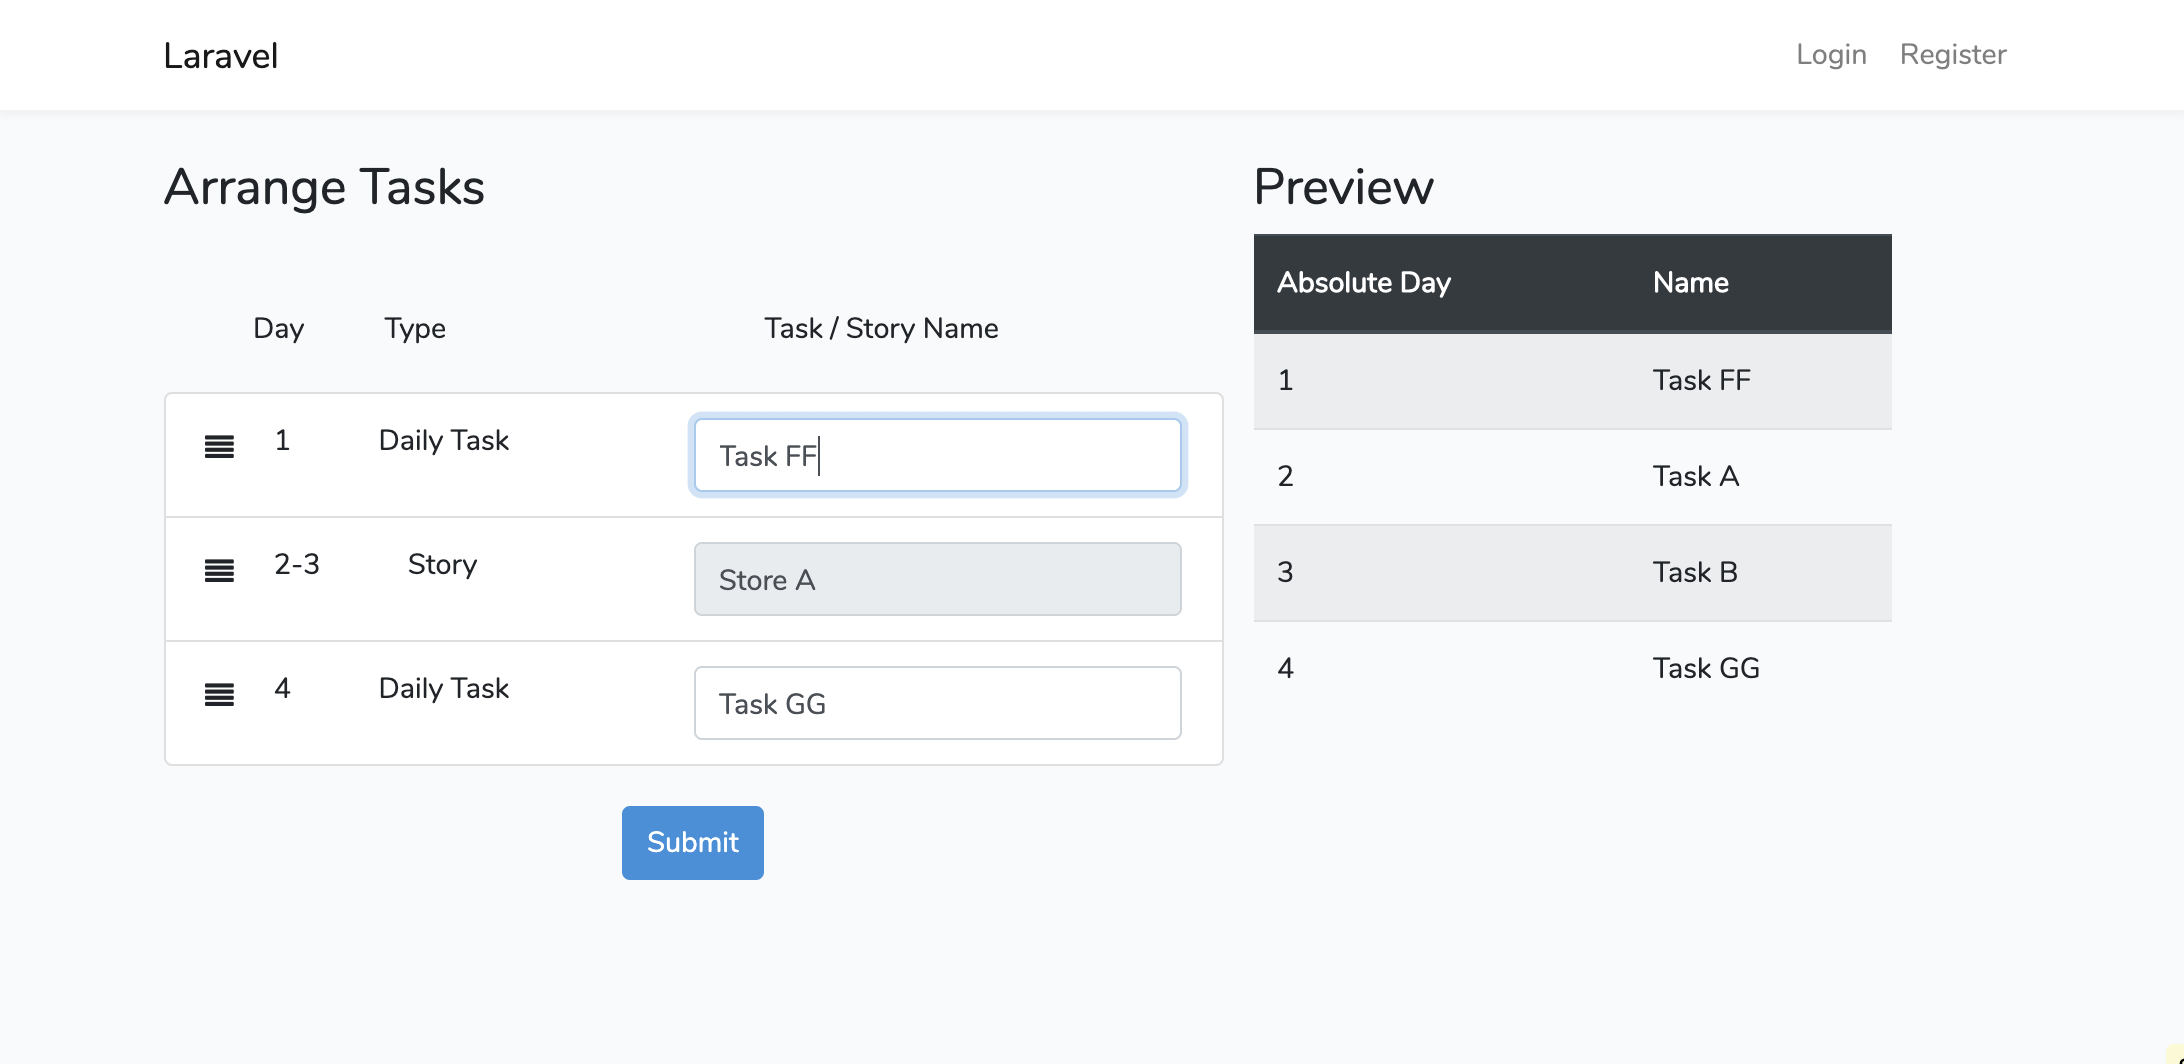 Laravel
Login Register
Arrange Tasks
Day Type Task / Story Name
1 Daily Task Task FF
2-3 Story Store A
4 Daily Task Task GG
Submit
Preview
Absolute Day Name
1 Task FF
2 Task A
3 Task B
4 Task GG